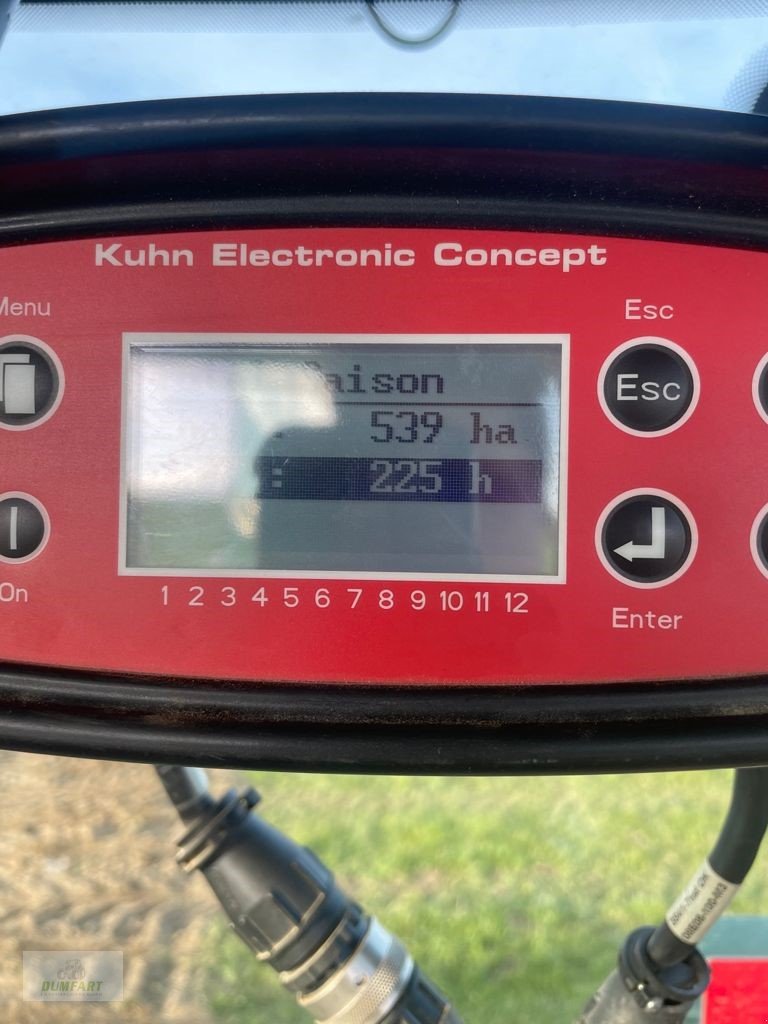 Kuhn Electronic Concept
Menu
Esc
Esc
Saison
: 539 ha
: 225 h
On
1 2 3 4 5 6 7 8 9 10 11 12
Enter
DUMFART